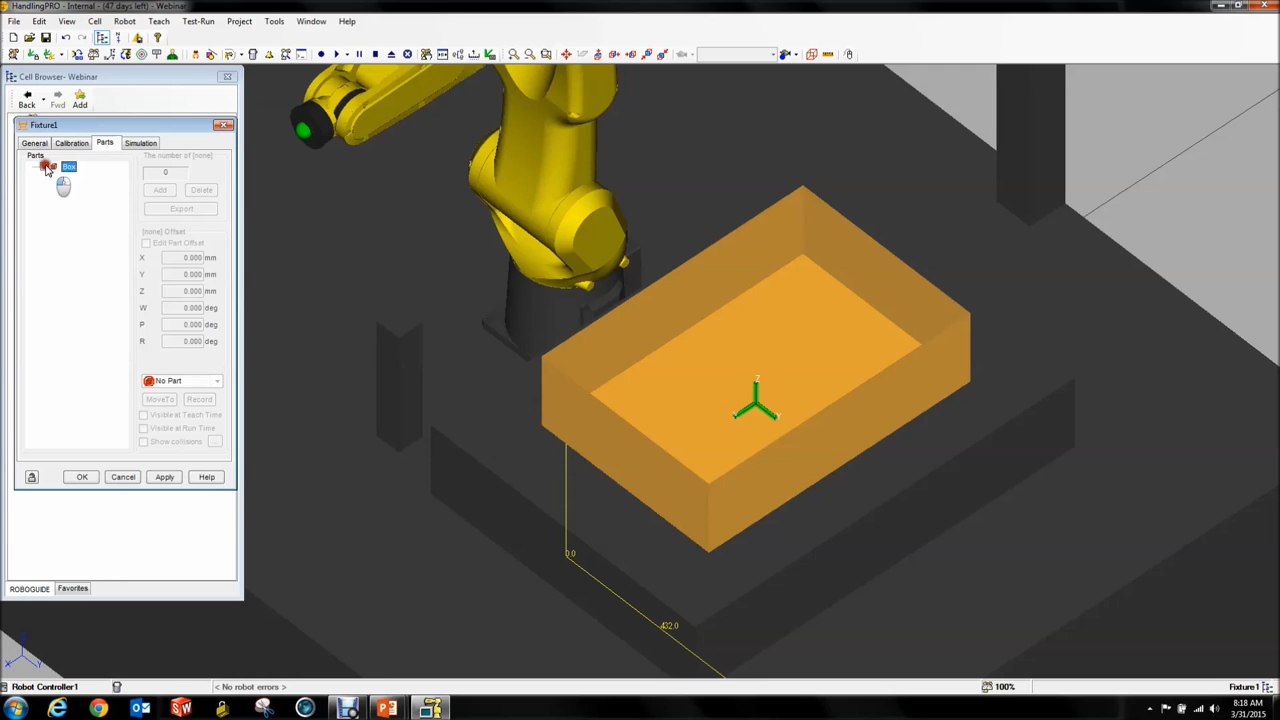 HandlingPRO - Internal - (47 days left) - Webinar
File Edit View Cell Robot Teach Test-Run Project Tools Window Help
Cell Browser- Webinar
Back Fwd Add
Fixture1
General Calibration Parts Simulation
Parts
Box
The number of [none]
0
Add Delete
Export
[none] Offset
Edit Part Offset
X 0.000 mm
Y 0.000 mm
Z 0.000 mm
W 0.000 deg
P 0.000 deg
R 0.000 deg
No Part
MoveTo Record
Visible at Teach Time
Visible at Run Time
Show collisions ...
OK Cancel Apply Help
Z
0.0
432.0
ROBOGUIDE Favorites
X Y
Robot Controller1 < No robot errors > 100% Fixture1
8:18 AM
3/31/2015